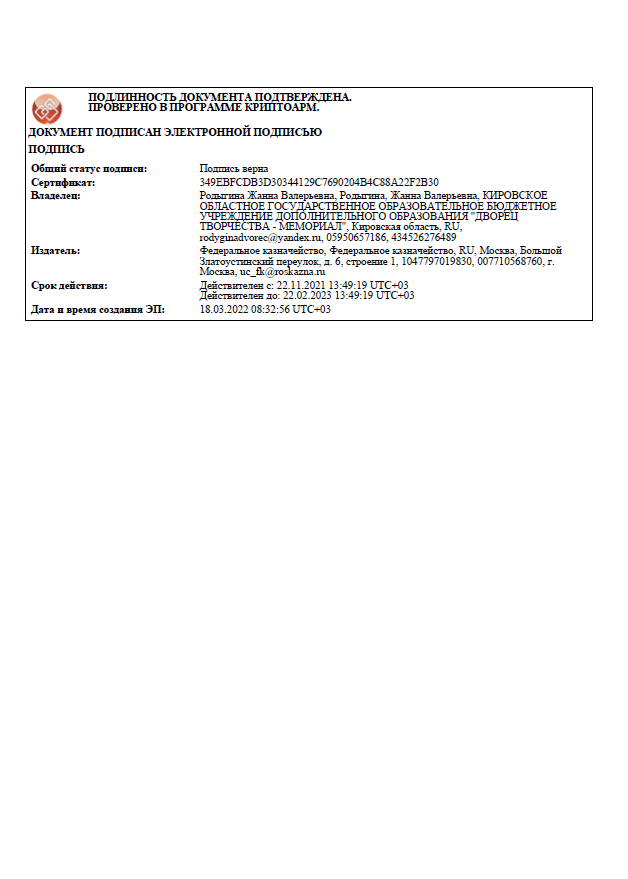 ПОДЛИННОСТЬ ДОКУМЕНТА ПОДТВЕРЖДЕНА.
ПРОВЕРЕНО В ПРОГРАММЕ КРИПТОАРМ.
ДОКУМЕНТ ПОДПИСАН ЭЛЕКТРОННОЙ ПОДПИСЬЮ
ПОДПИСЬ
Общий статус подписи: Подпись верна
Сертификат: 349EBFCDB3D30344129C7690204B4C88A22F2B30
Владелец: Родыгина Жанна Валерьевна, Родыгина, Жанна Валерьевна, КИРОВСКОЕ
ОБЛАСТНОЕ ГОСУДАРСТВЕННОЕ ОБРАЗОВАТЕЛЬНОЕ БЮДЖЕТНОЕ
УЧРЕЖДЕНИЕ ДОПОЛНИТЕЛЬНОГО ОБРАЗОВАНИЯ "ДВОРЕЦ
ТВОРЧЕСТВА - МЕМОРИАЛ", Кировская область, RU,
rodyginadvorec@yandex.ru, 05950657186, 434526276489
Издатель: Федеральное казначейство, Федеральное казначейство, RU, Москва, Большой
Златоустинский переулок, д. 6, строение 1, 1047797019830, 007710568760, г.
Москва, uc_fk@roskazna.ru
Срок действия: Действителен с: 22.11.2021 13:49:19 UTC+03
Действителен до: 22.02.2023 13:49:19 UTC+03
Дата и время создания ЭП: 18.03.2022 08:32:56 UTC+03